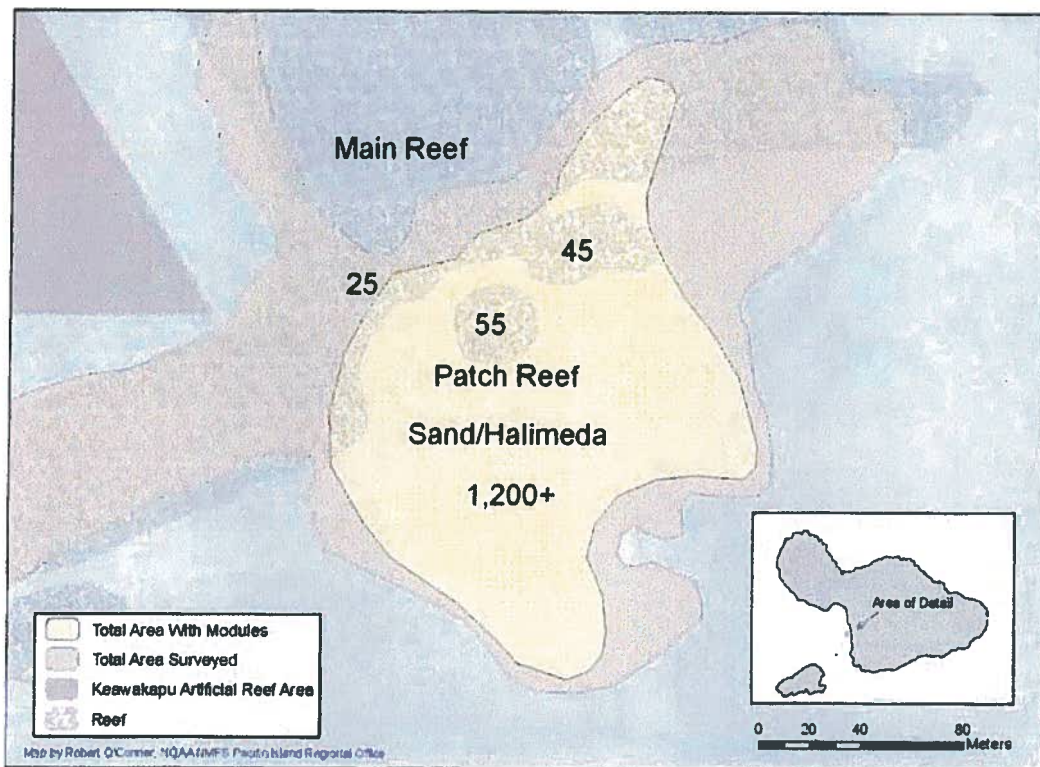 Main Reef
45
25
55
Patch Reef
Sand/Halimeda
1,200+
Area of Detail
Total Area With Modules
Total Area Surveyed
Keawakapu Artificial Reef Area
Reef
0 20 40 80
Meters
Map by Robert O'Conner, NOAA/NMFS Pacific Island Regional Office